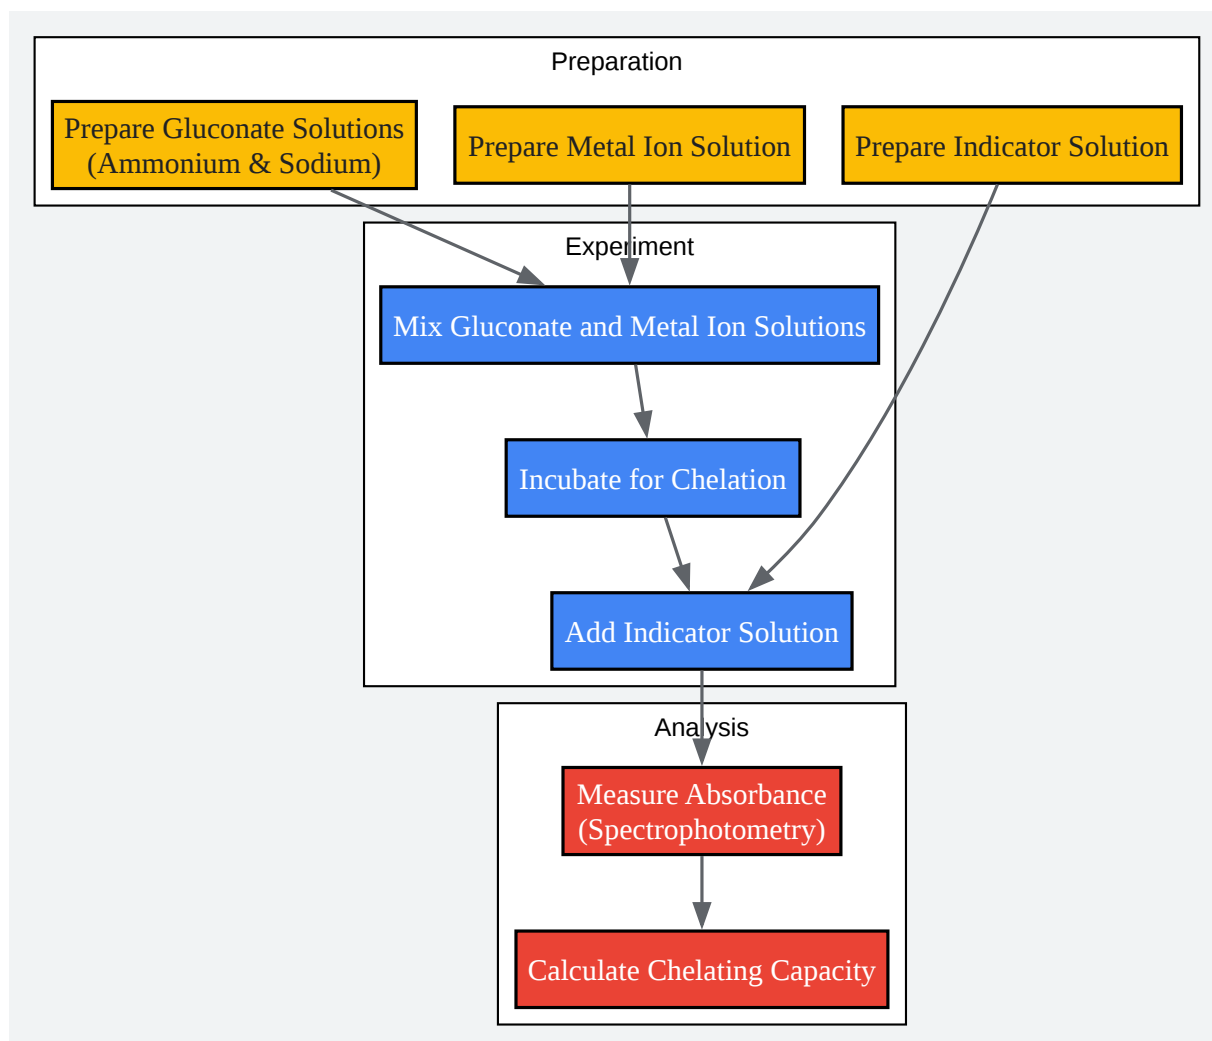 Preparation
Prepare Gluconate Solutions
(Ammonium & Sodium)
Prepare Metal Ion Solution
Prepare Indicator Solution
Experiment
Mix Gluconate and Metal Ion Solutions
Incubate for Chelation
Add Indicator Solution
Analysis
Measure Absorbance
(Spectrophotometry)
Calculate Chelating Capacity